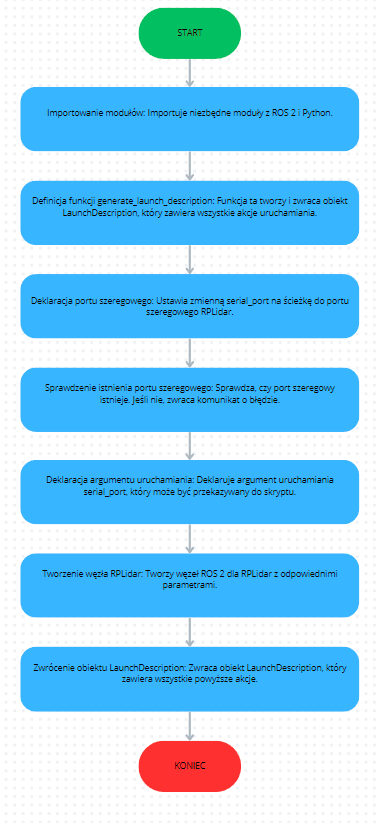 START
Importowanie modułów: Importuje niezbędne moduły z ROS 2 i Python.
Definicja funkcji generate_launch_description: Funkcja ta tworzy i zwraca obiekt
LaunchDescription, który zawiera wszystkie akcje uruchamiania.
Deklaracja portu szeregowego: Ustawia zmienną serial_port na ścieżkę do portu
szeregowego RPLidar.
Sprawdzenie istnienia portu szeregowego: Sprawdza, czy port szeregowy
istnieje. Jeśli nie, zwraca komunikat o błędzie.
Deklaracja argumentu uruchamiania: Deklaruje argument uruchamiania
serial_port, który może być przekazywany do skryptu.
Tworzenie węzła RPLidar: Tworzy węzeł ROS 2 dla RPLidar z odpowiednimi
parametrami.
Zwrócenie obiektu LaunchDescription: Zwraca obiekt LaunchDescription, który
zawiera wszystkie powyższe akcje.
KONIEC